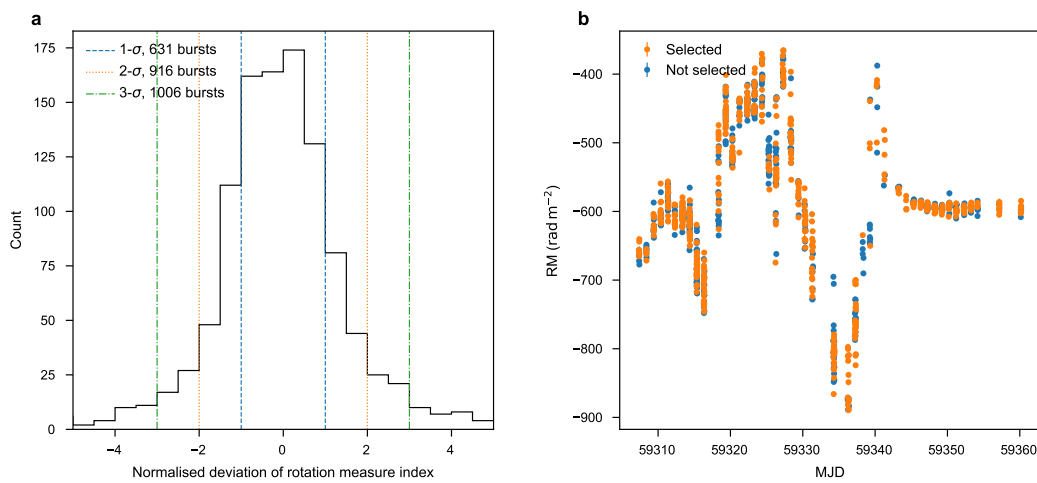 a
1-σ, 631 bursts
2-σ, 916 bursts
3-σ, 1006 bursts
175
150
125
100
75
50
25
0
Count
−4
−2
0
2
4
Normalised deviation of rotation measure index
b
Selected
Not selected
−400
−500
−600
−700
−800
−900
RM (rad m⁻²)
59310
59320
59330
59340
59350
59360
MJD